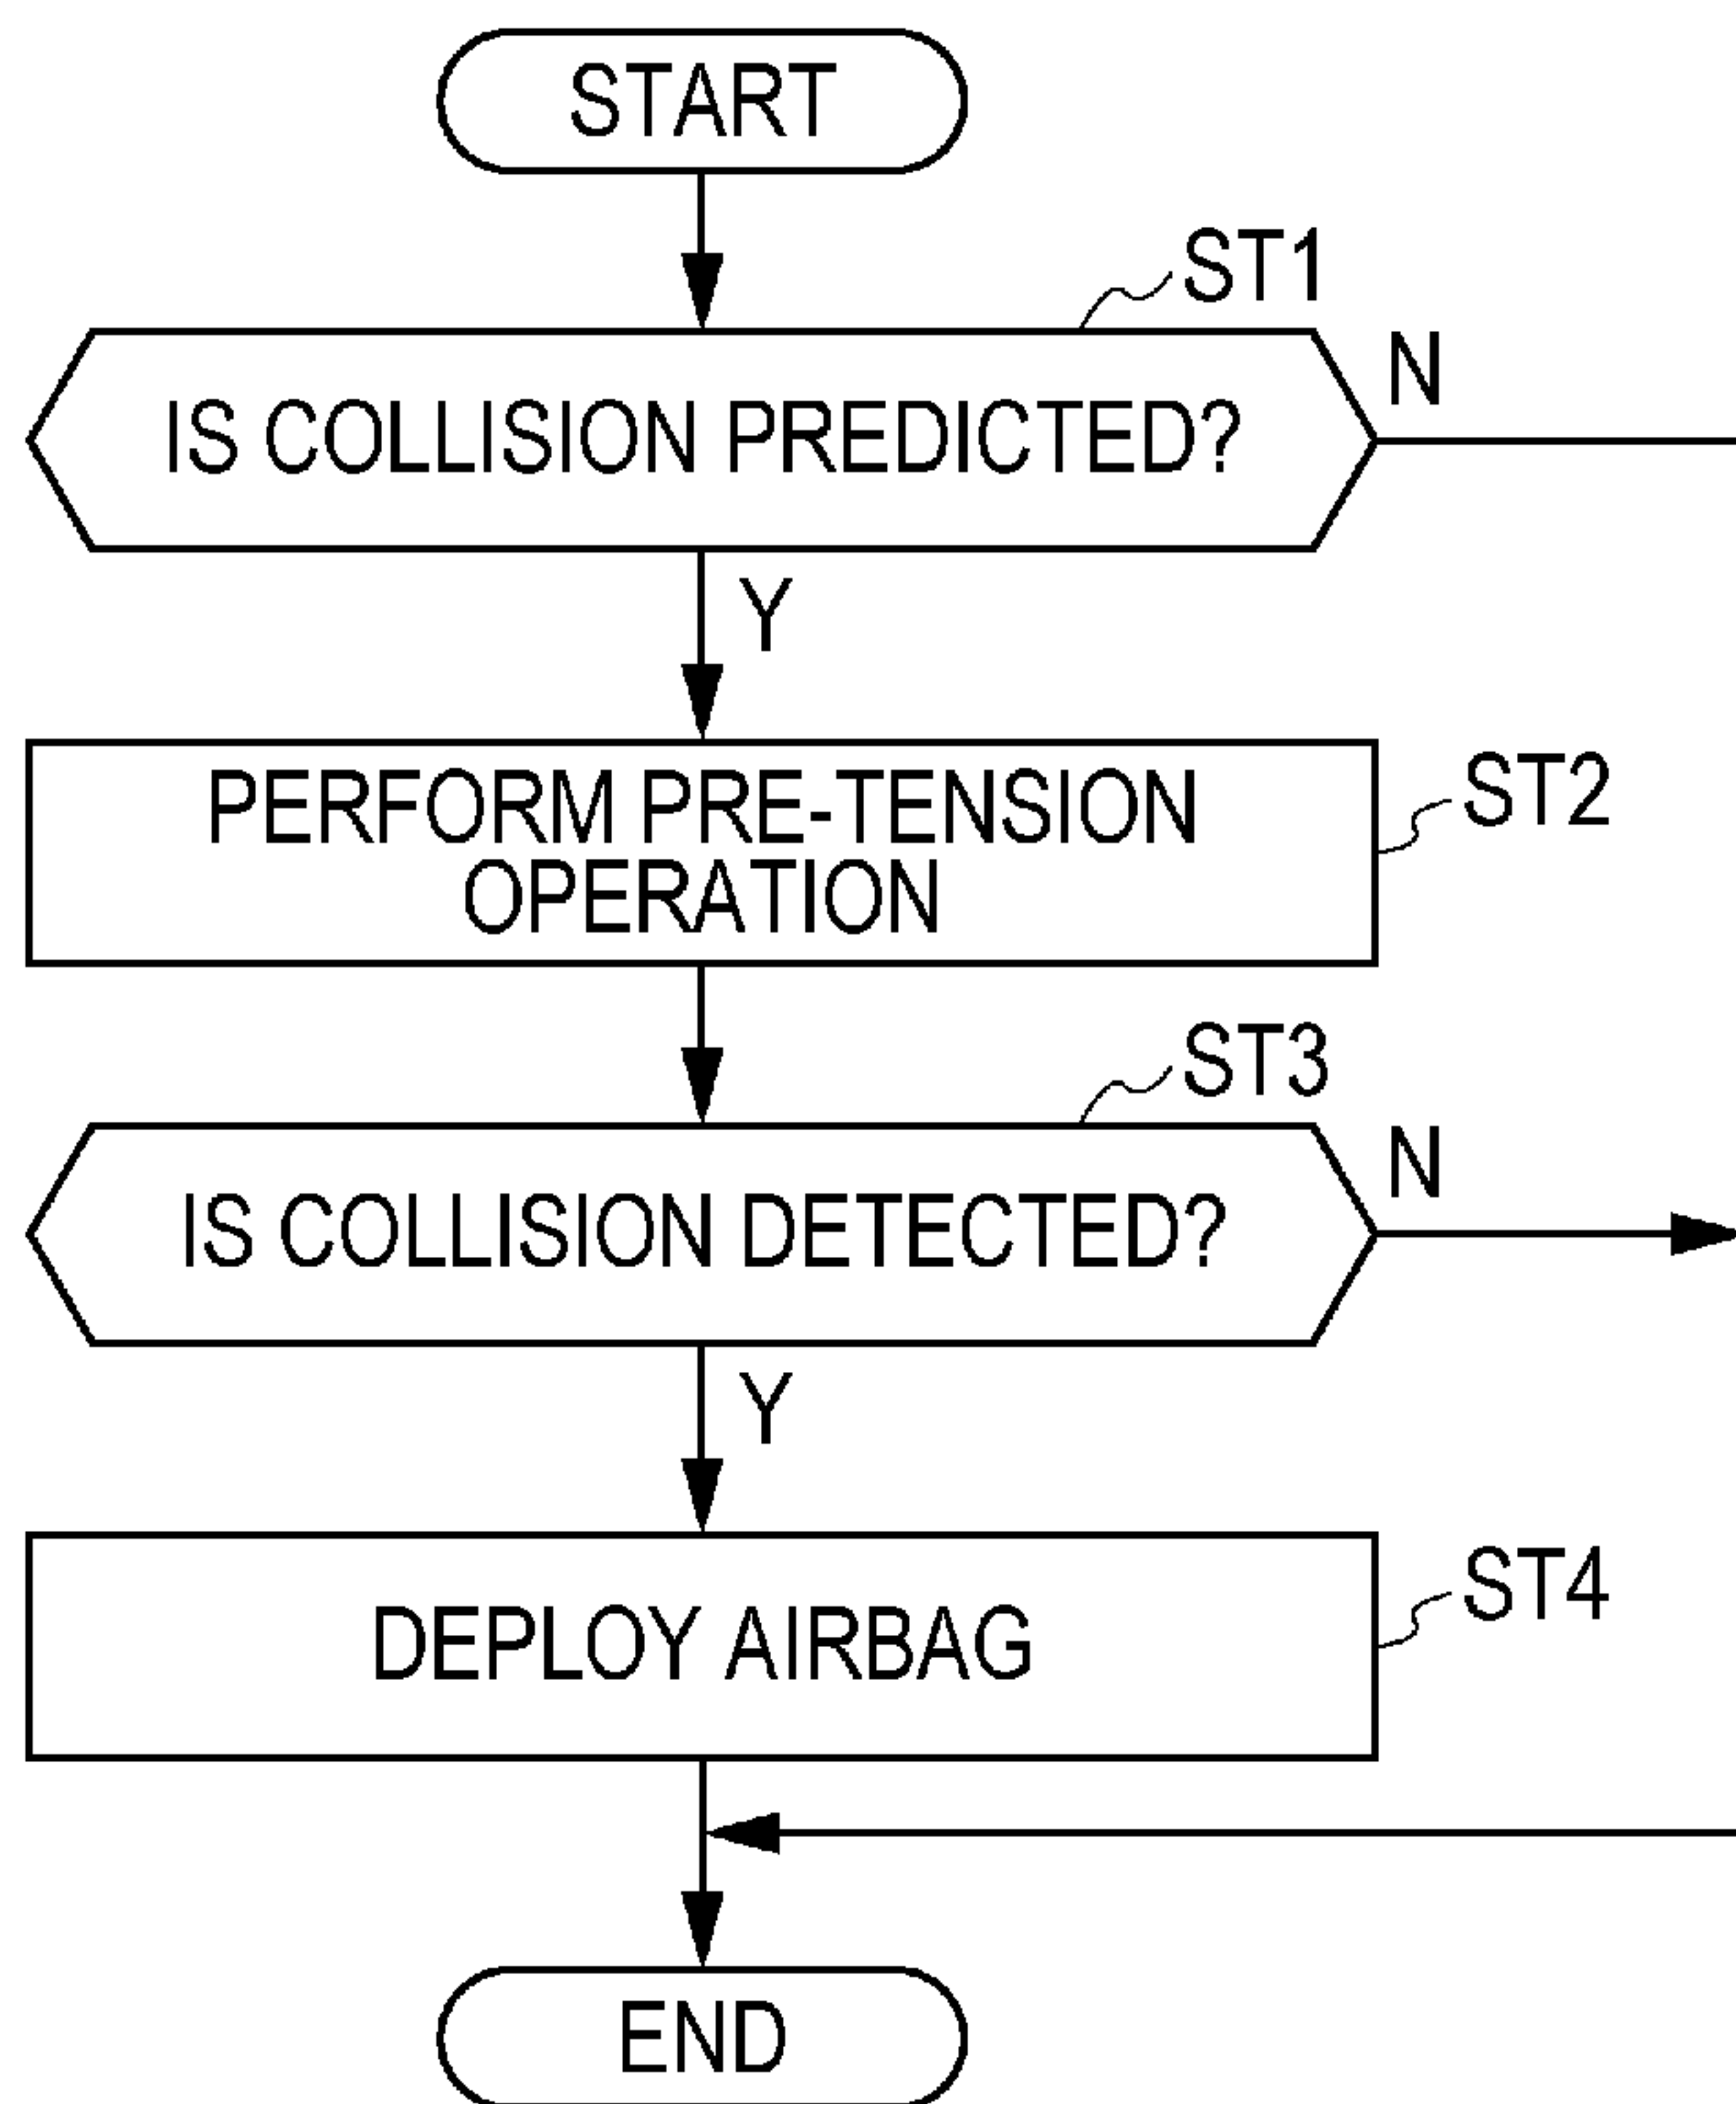 START
ST1
IS COLLISION PREDICTED?
N
Y
PERFORM PRE-TENSION
OPERATION
ST2
ST3
IS COLLISION DETECTED?
N
Y
DEPLOY AIRBAG
ST4
END